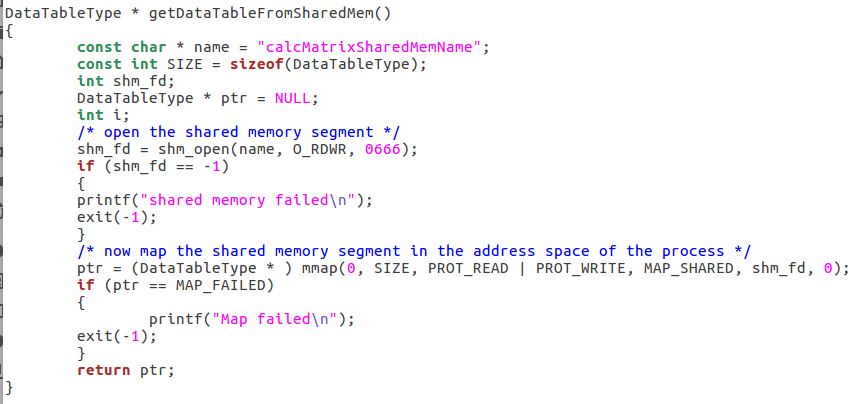 DataTableType * getDataTableFromSharedMem()
{
        const char * name = "calcMatrixSharedMemName";
        const int SIZE = sizeof(DataTableType);
        int shm_fd;
        DataTableType * ptr = NULL;
        int i;
        /* open the shared memory segment */
        shm_fd = shm_open(name, O_RDWR, 0666);
        if (shm_fd == -1)
        {
        printf("shared memory failed\n");
        exit(-1);
        }
        /* now map the shared memory segment in the address space of the process */
        ptr = (DataTableType * ) mmap(0, SIZE, PROT_READ | PROT_WRITE, MAP_SHARED, shm_fd, 0);
        if (ptr == MAP_FAILED)
        {
                printf("Map failed\n");
        exit(-1);
        }
        return ptr;
}